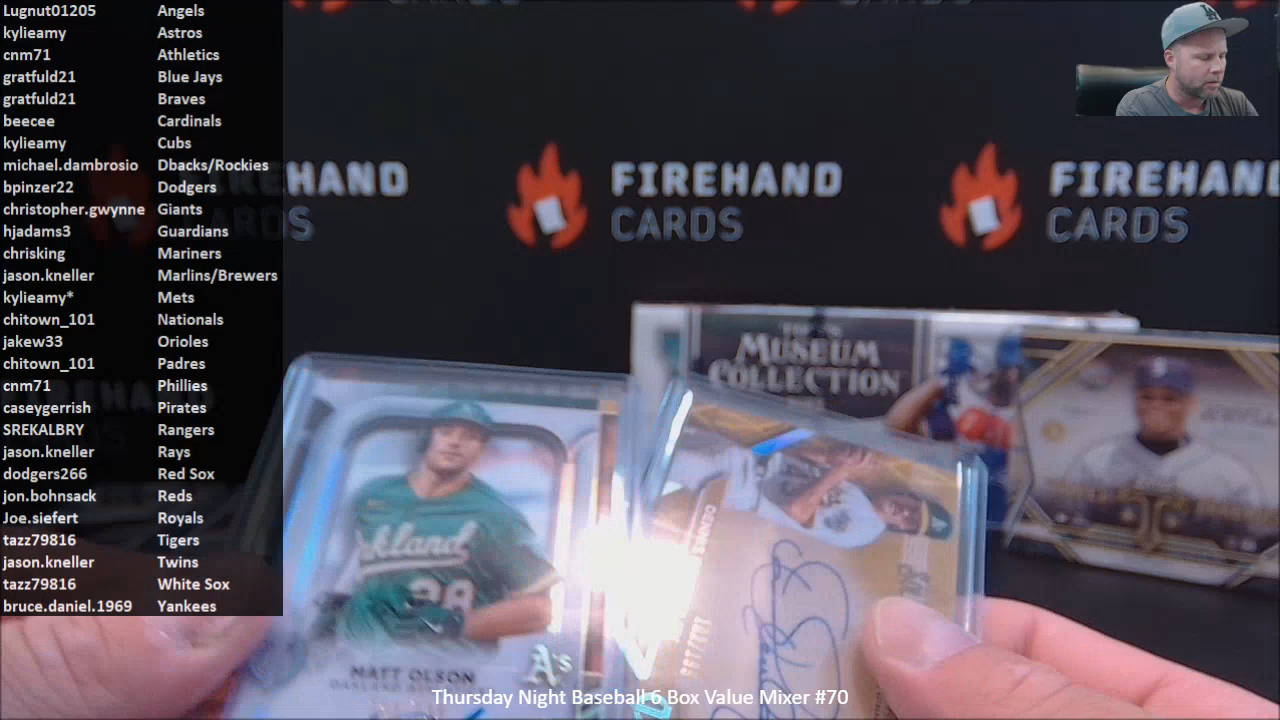 Lugnut01205 Angels
kylieamy Astros
cnm71 Athletics
gratfuld21 Blue Jays
gratfuld21 Braves
beecee Cardinals
kylieamy Cubs
michael.dambrosio Dbacks/Rockies
bpinzer22 Dodgers
christopher.gwynne Giants
hjadams3 Guardians
chrisking Mariners
jason.kneller Marlins/Brewers
kylieamy* Mets
chitown_101 Nationals
jakew33 Orioles
chitown_101 Padres
cnm71 Phillies
caseygerrish Pirates
SREKALBRY Rangers
jason.kneller Rays
dodgers266 Red Sox
jon.bohnsack Reds
Joe.siefert Royals
tazz79816 Tigers
jason.kneller Twins
tazz79816 White Sox
bruce.daniel.1969 Yankees
FIREHAND
CARDS
FIREHAND
CARDS
LA
MUSEUM
COLLECTION
MATT OLSON
A's
Thursday Night Baseball 6 Box Value Mixer #70